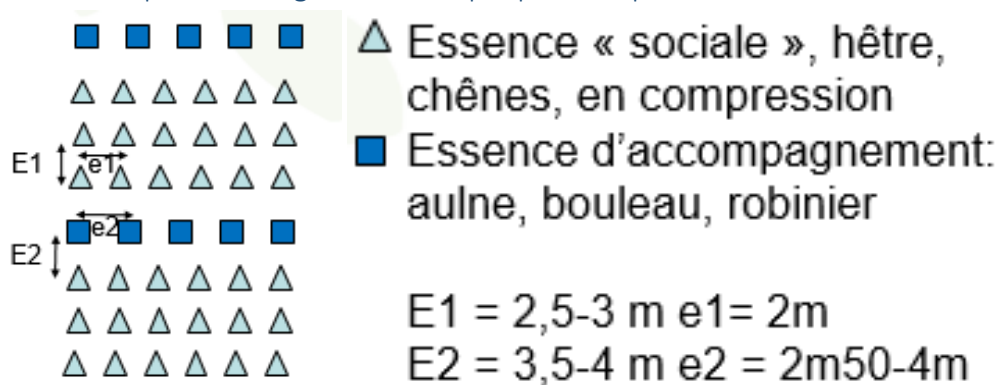 Essence « sociale », hêtre,
chênes, en compression
Essence d’accompagnement:
aulne, bouleau, robinier
E1
e1
e2
E2
E1 = 2,5-3 m e1= 2m
E2 = 3,5-4 m e2 = 2m50-4m